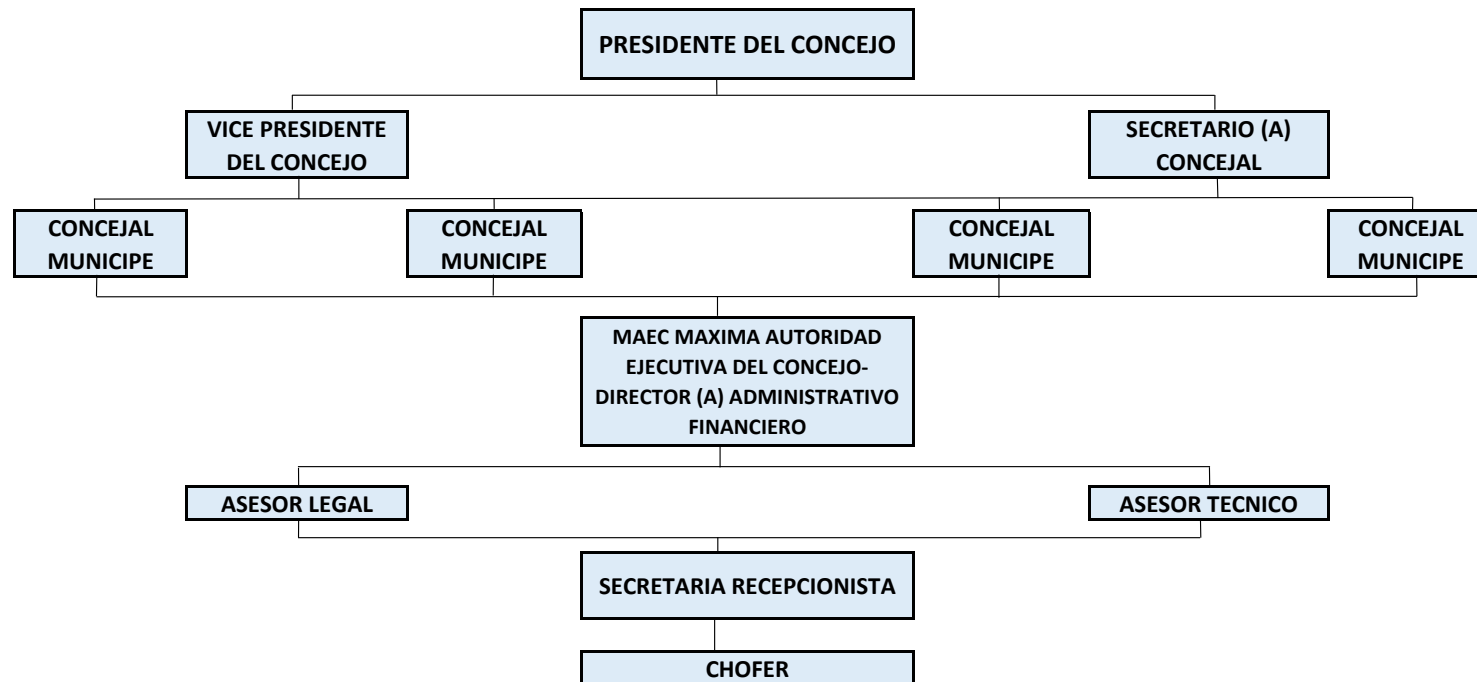 PRESIDENTE DEL CONCEJO
VICE PRESIDENTE
DEL CONCEJO
SECRETARIO (A)
CONCEJAL
CONCEJAL
MUNICIPE
CONCEJAL
MUNICIPE
CONCEJAL
MUNICIPE
CONCEJAL
MUNICIPE
MAEC MAXIMA AUTORIDAD
EJECUTIVA DEL CONCEJO-
DIRECTOR (A) ADMINISTRATIVO
FINANCIERO
ASESOR LEGAL
ASESOR TECNICO
SECRETARIA RECEPCIONISTA
CHOFER